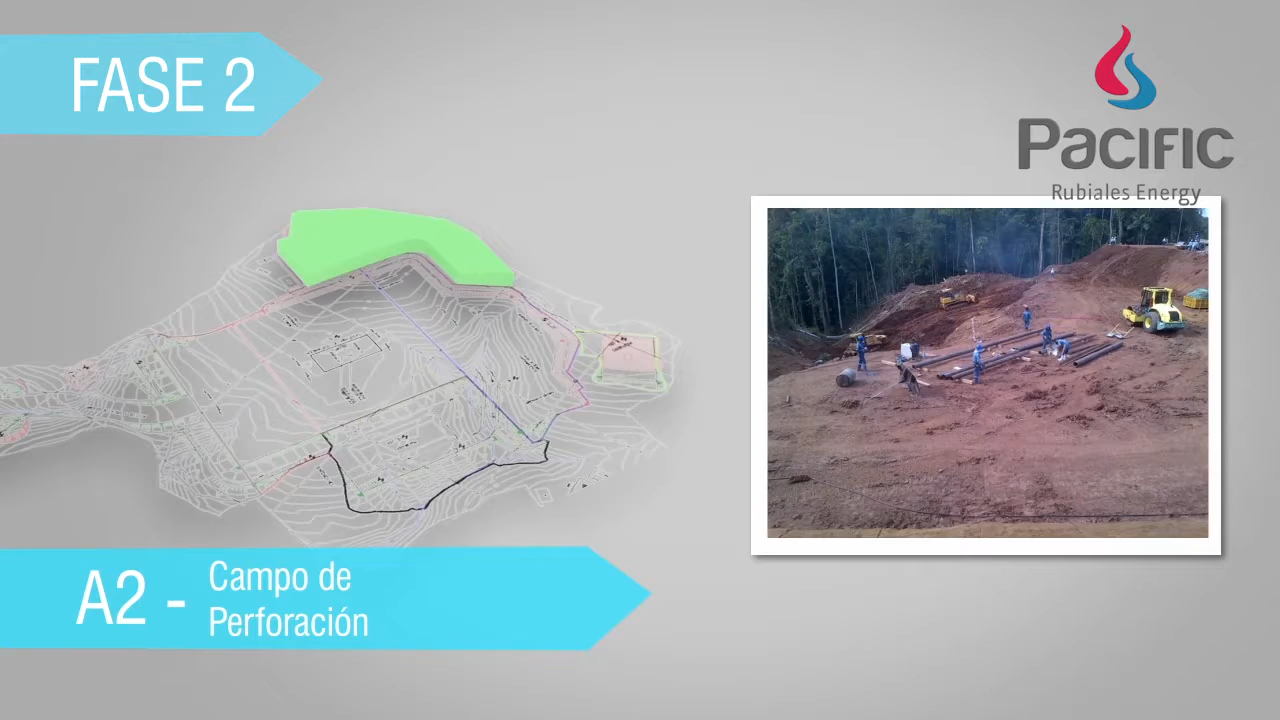 FASE 2
PACIFIC
Rubiales Energy
A2 -
Campo de
Perforación